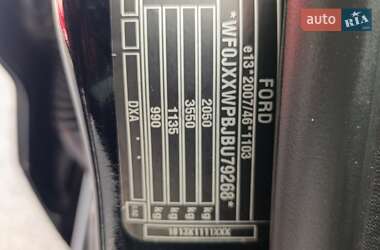 auto RIA
FORD
e13*2007/46*1103
*WF0JXXWPBJBU79268*
2050 kg
3550 kg
1135 kg
990 kg
DXA